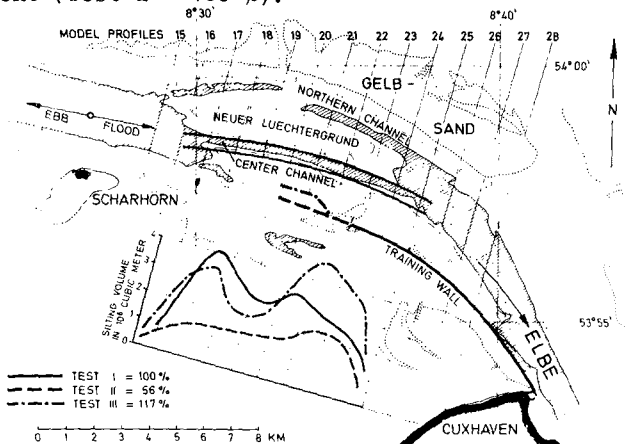 8°30'
8°40'
MODEL PROFILES 15 16 17 18 19 20 21 22 23 24 25 26 27 28
54°00'
N
GELB-
SAND
NORTHERN CHANNEL
EBB
FLOOD
NEUER LUECHTERGRUND
CENTER CHANNEL
SCHARHÖRN
TRAINING WALL
4
3
2
1
0
SILTING VOLUME
IN 10⁶ CUBIC METER
53°55'
ELBE
TEST I = 100 %
TEST II = 56 %
TEST III = 117 %
0 1 2 3 4 5 6 7 8 KM
CUXHAVEN